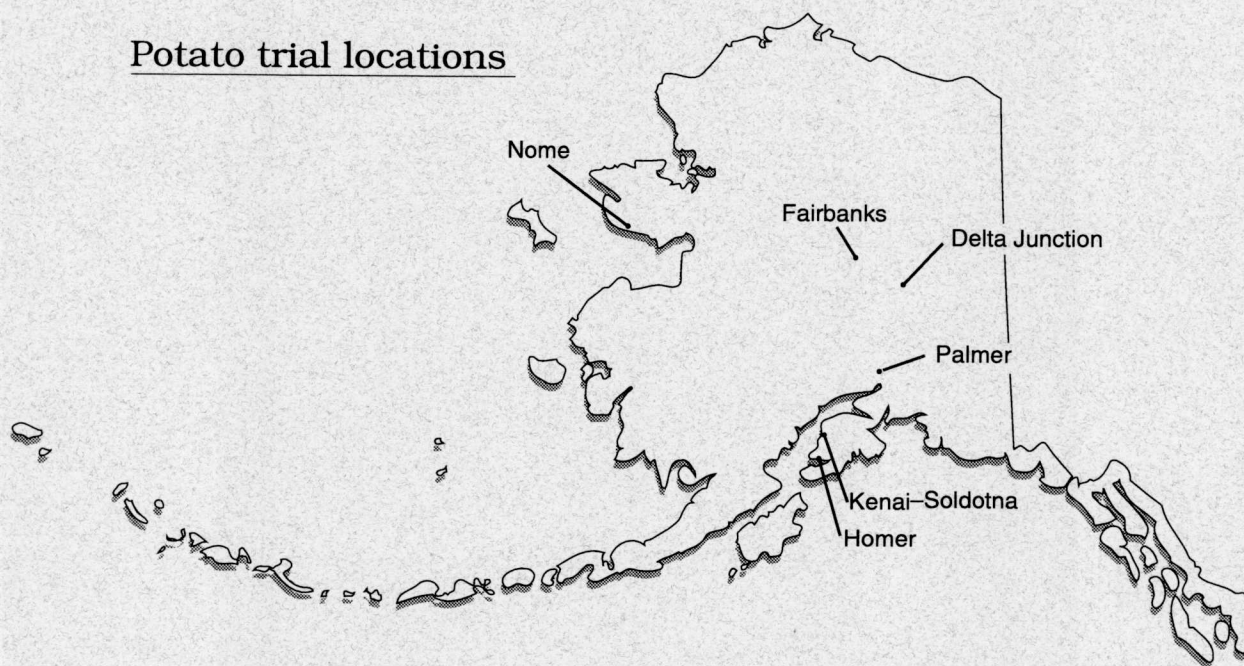 Potato trial locations
Nome
Fairbanks
Delta Junction
Palmer
Kenai–Soldotna
Homer